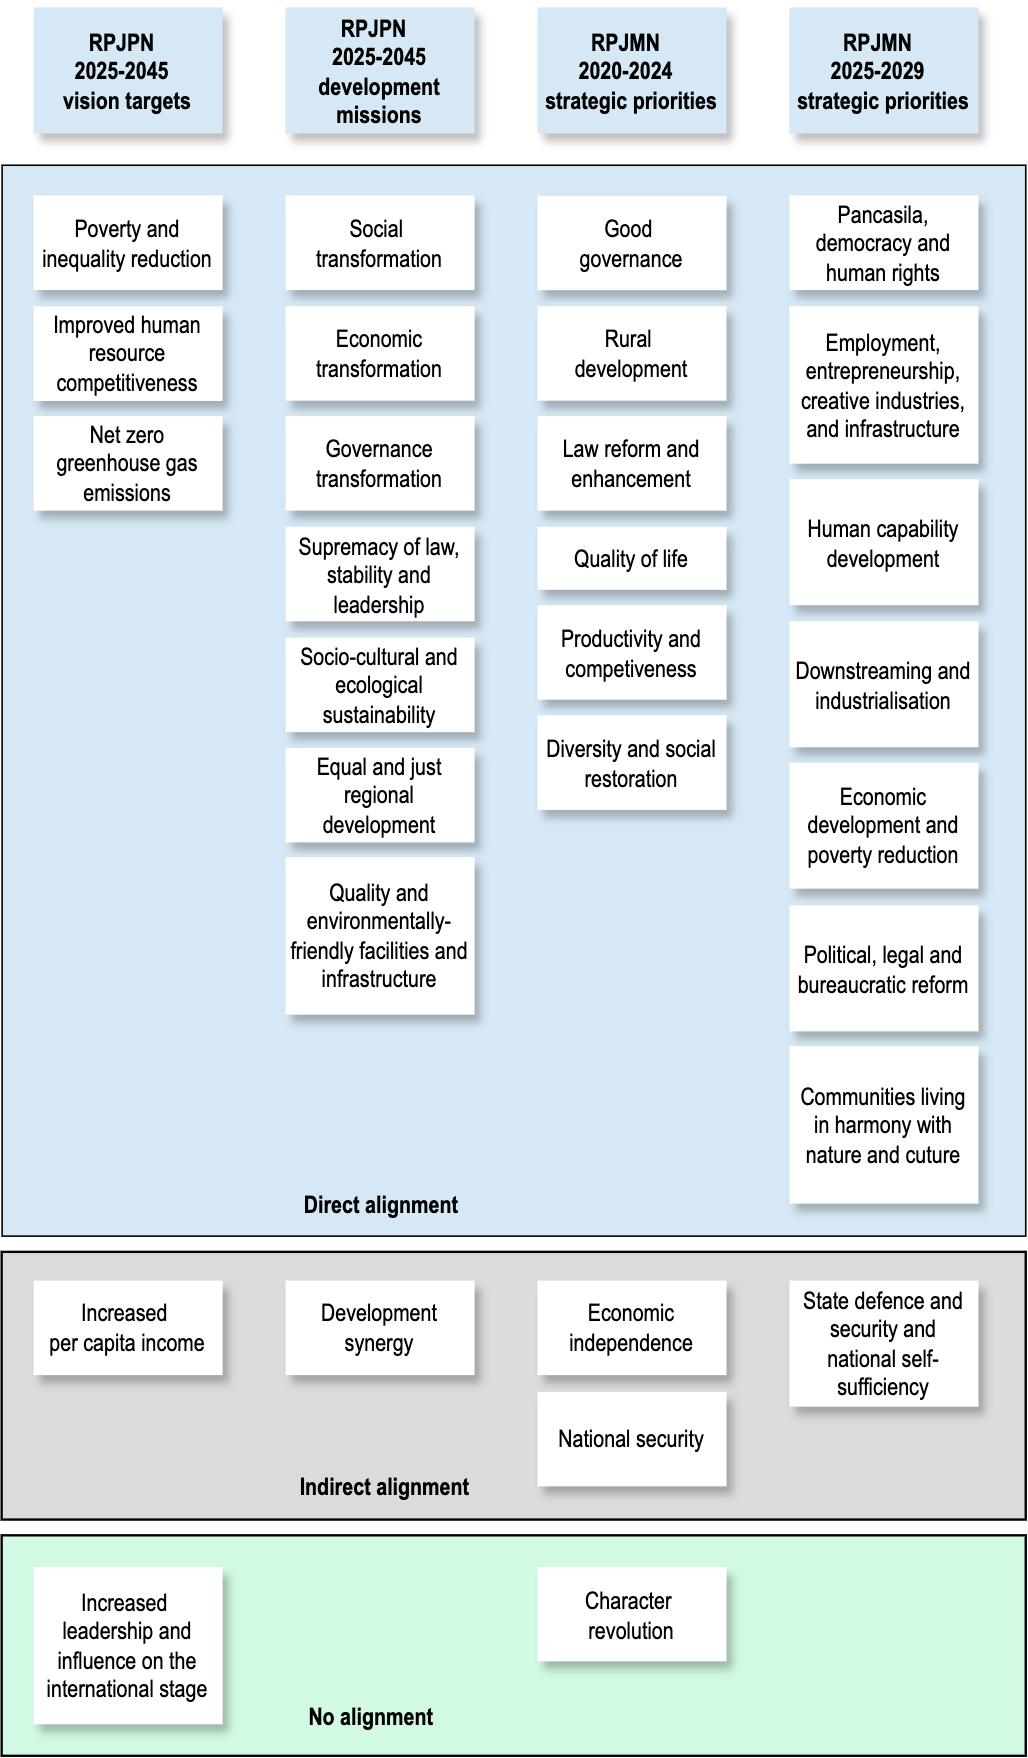 RPJPN
2025-2045
vision targets
RPJPN
2025-2045
development
missions
RPJMN
2020-2024
strategic priorities
RPJMN
2025-2029
strategic priorities
Poverty and
inequality reduction
Improved human
resource
competitiveness
Net zero
greenhouse gas
emissions
Social
transformation
Economic
transformation
Governance
transformation
Supremacy of law,
stability and
leadership
Socio-cultural and
ecological
sustainability
Equal and just
regional
development
Quality and
environmentally-
friendly facilities and
infrastructure
Good
governance
Rural
development
Law reform and
enhancement
Quality of life
Productivity and
competiveness
Diversity and social
restoration
Pancasila,
democracy and
human rights
Employment,
entrepreneurship,
creative industries,
and infrastructure
Human capability
development
Downstreaming and
industrialisation
Economic
development and
poverty reduction
Political, legal and
bureaucratic reform
Communities living
in harmony with
nature and cuture
Direct alignment
Increased
per capita income
Development
synergy
Economic
independence
National security
State defence and
security and
national self-
sufficiency
Indirect alignment
Increased
leadership and
influence on the
international stage
Character
revolution
No alignment